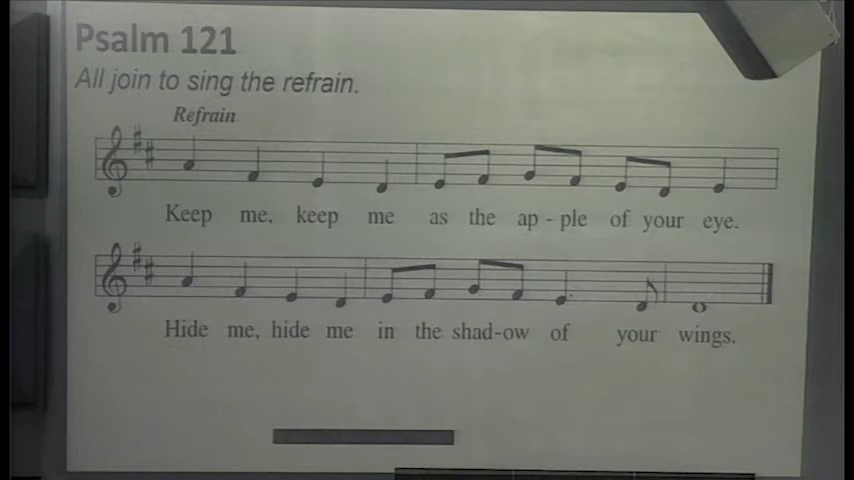 Psalm 121
All join to sing the refrain.
Refrain
Keep me, keep me as the ap - ple of your eye.
Hide me, hide me in the shad-ow of your wings.